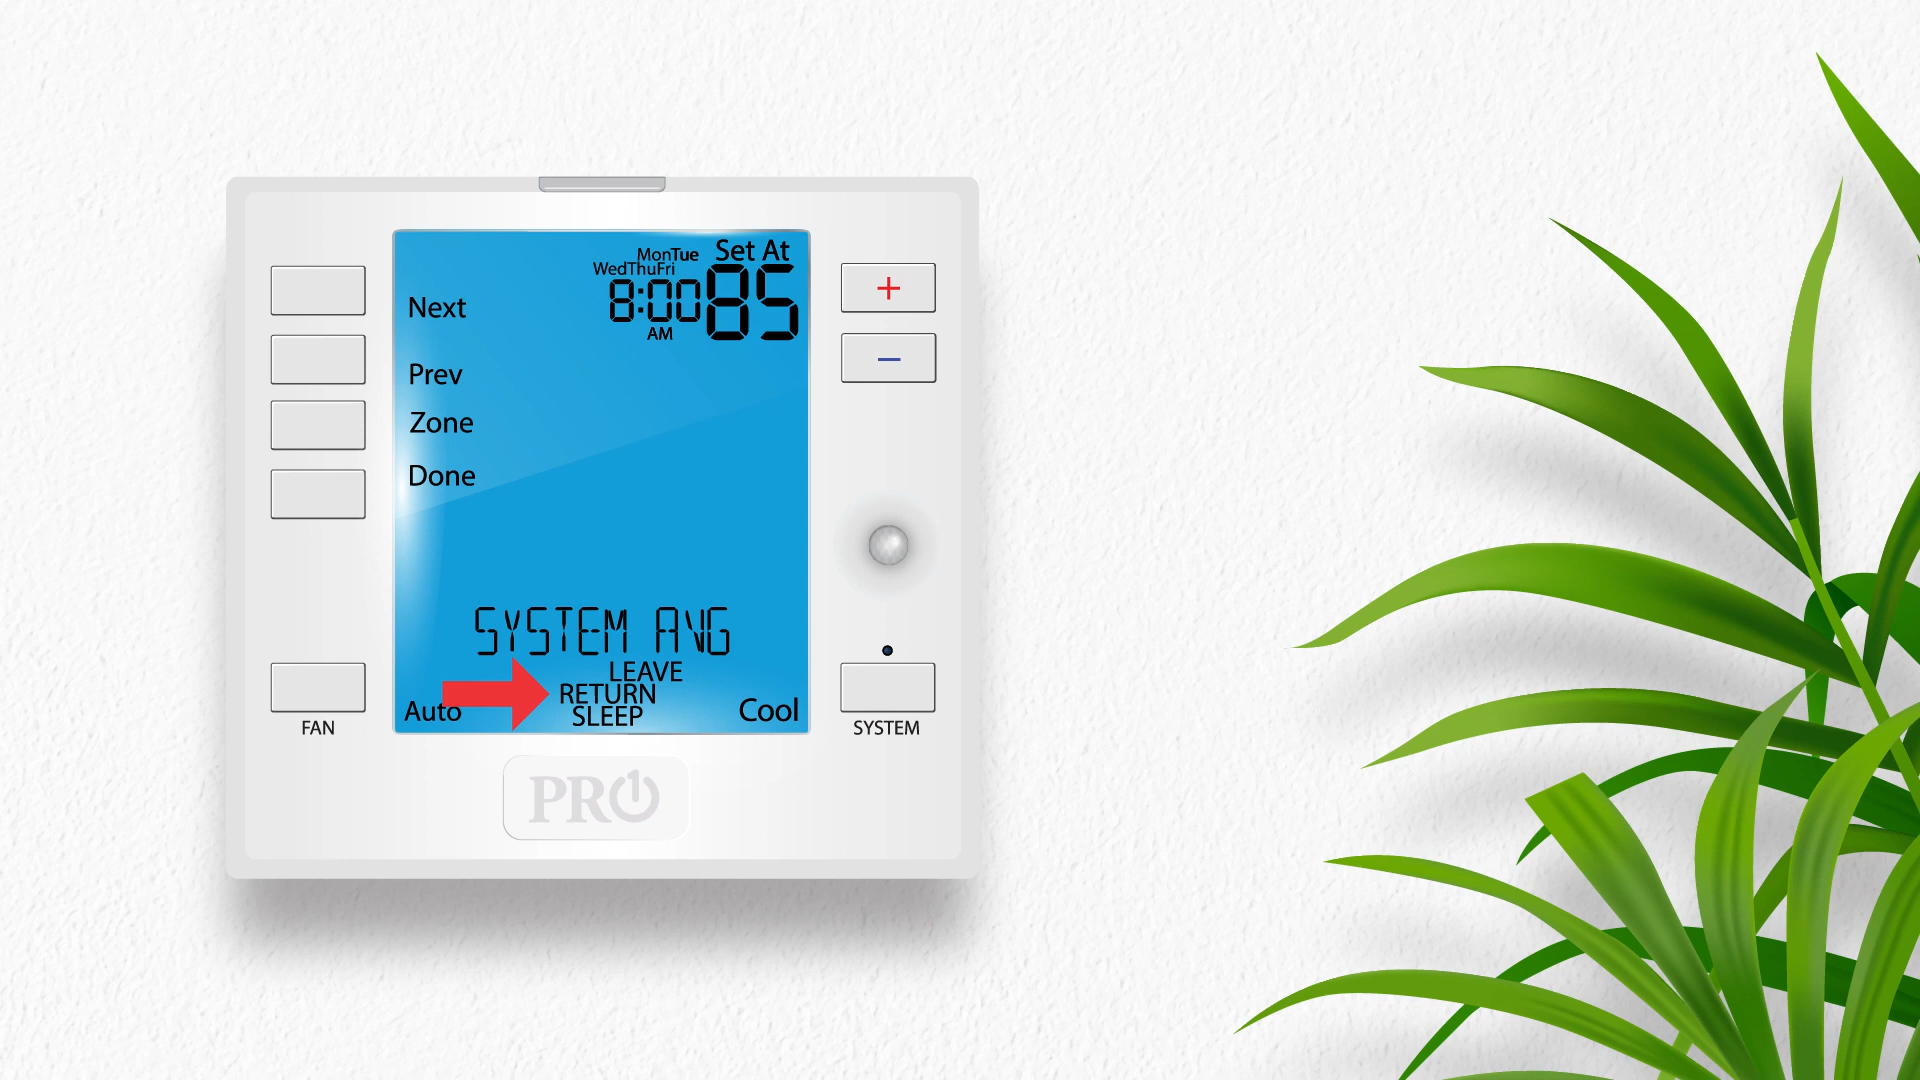 MonTue Set At
WedThuFri
8:00 85
AM
Next
+
Prev
−
Zone
Done
SYSTEM AVG
LEAVE
RETURN
SLEEP
Auto
Cool
FAN
SYSTEM
PRO